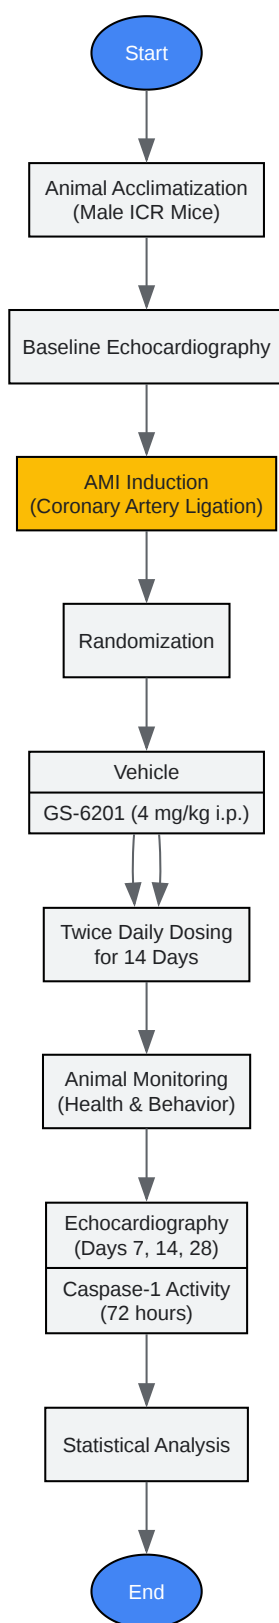 Start
Animal Acclimatization
(Male ICR Mice)
Baseline Echocardiography
AMI Induction
(Coronary Artery Ligation)
Randomization
Vehicle
GS-6201 (4 mg/kg i.p.)
Twice Daily Dosing
for 14 Days
Animal Monitoring
(Health & Behavior)
Echocardiography
(Days 7, 14, 28)
Caspase-1 Activity
(72 hours)
Statistical Analysis
End